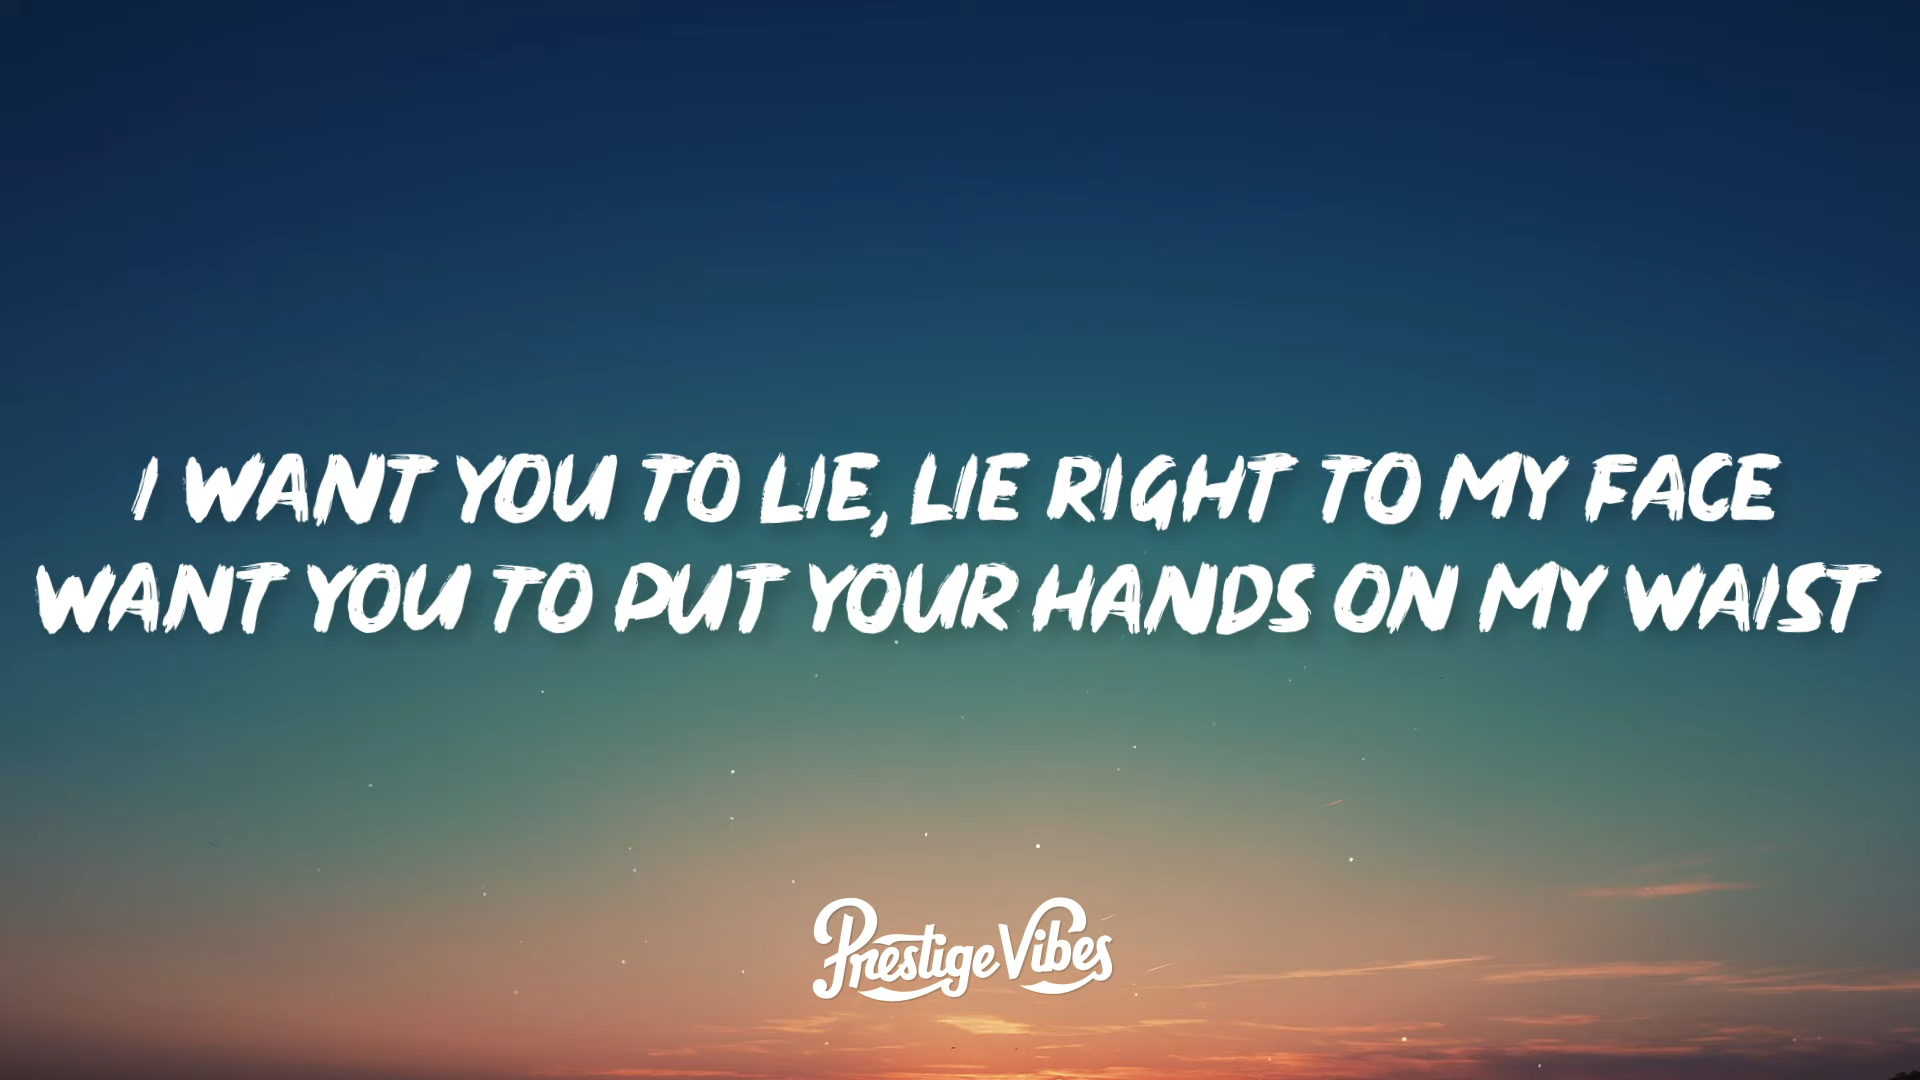 I WANT YOU TO LIE, LIE RIGHT TO MY FACE
WANT YOU TO PUT YOUR HANDS ON MY WAIST
Prestige Vibes